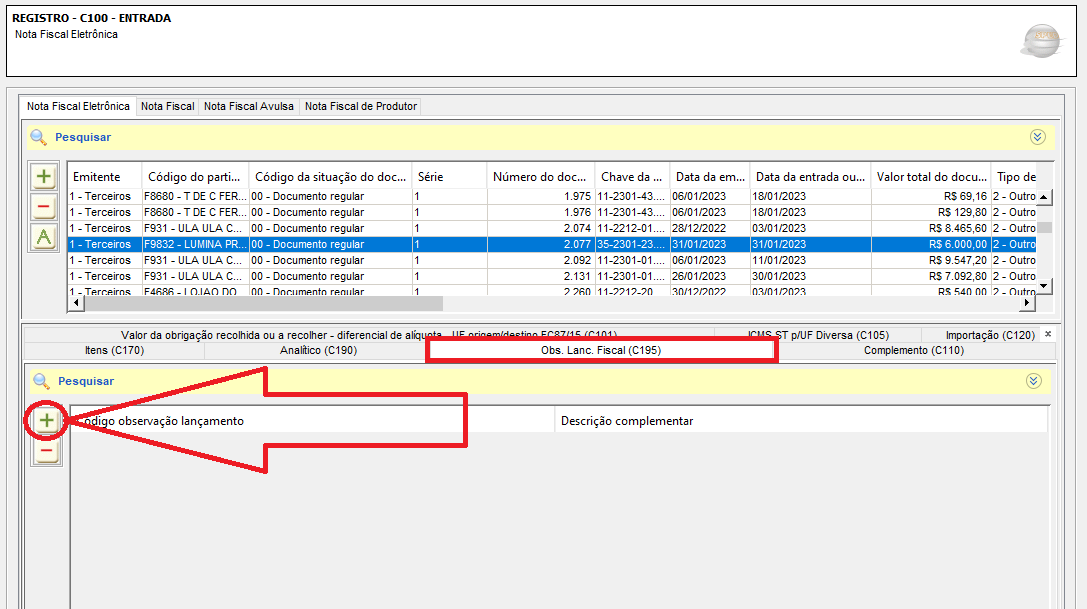 REGISTRO - C100 - ENTRADA
Nota Fiscal Eletrônica
Nota Fiscal Eletrônica Nota Fiscal Nota Fiscal Avulsa Nota Fiscal de Produtor
Pesquisar
Emitente Código do parti... Código da situação do doc... Série Número do doc... Chave da ... Data da em... Data da entrada ou... Valor total do docu... Tipo de
1 - Terceiros F8680 - T DE C FER... 00 - Documento regular 1 1.975 11-2301-43.... 06/01/2023 18/01/2023 R$ 69,16 2 - Outro
1 - Terceiros F8680 - T DE C FER... 00 - Documento regular 1 1.976 11-2301-43.... 06/01/2023 18/01/2023 R$ 129,80 2 - Outro
1 - Terceiros F931 - ULA ULA C... 00 - Documento regular 1 2.074 11-2212-01.... 28/12/2022 03/01/2023 R$ 8.465,60 2 - Outro
1 - Terceiros F9832 - LUMINA PR... 00 - Documento regular 1 2.077 35-2301-23.... 31/01/2023 31/01/2023 R$ 6.000,00 2 - Outro
1 - Terceiros F931 - ULA ULA C... 00 - Documento regular 1 2.092 11-2301-01.... 06/01/2023 11/01/2023 R$ 9.547,20 2 - Outro
1 - Terceiros F931 - ULA ULA C... 00 - Documento regular 1 2.131 11-2301-01.... 26/01/2023 30/01/2023 R$ 7.092,80 2 - Outro
1 - Terceiros F4686 - LOJAO DO 00 - Documento regular 1 2.260 11-2212-20 30/12/2022 03/01/2023 R$ 540,00 2 - Outro
Valor da obrigação recolhida ou a recolher - diferencial de alíquota UF origem/destino EC87/15 (C101) ICMS ST p/UF Diversa (C105) Importação (C120)
Itens (C170) Analítico (C190) Obs. Lanc. Fiscal (C195) Complemento (C110)
Pesquisar
ódigo observação lançamento Descrição complementar